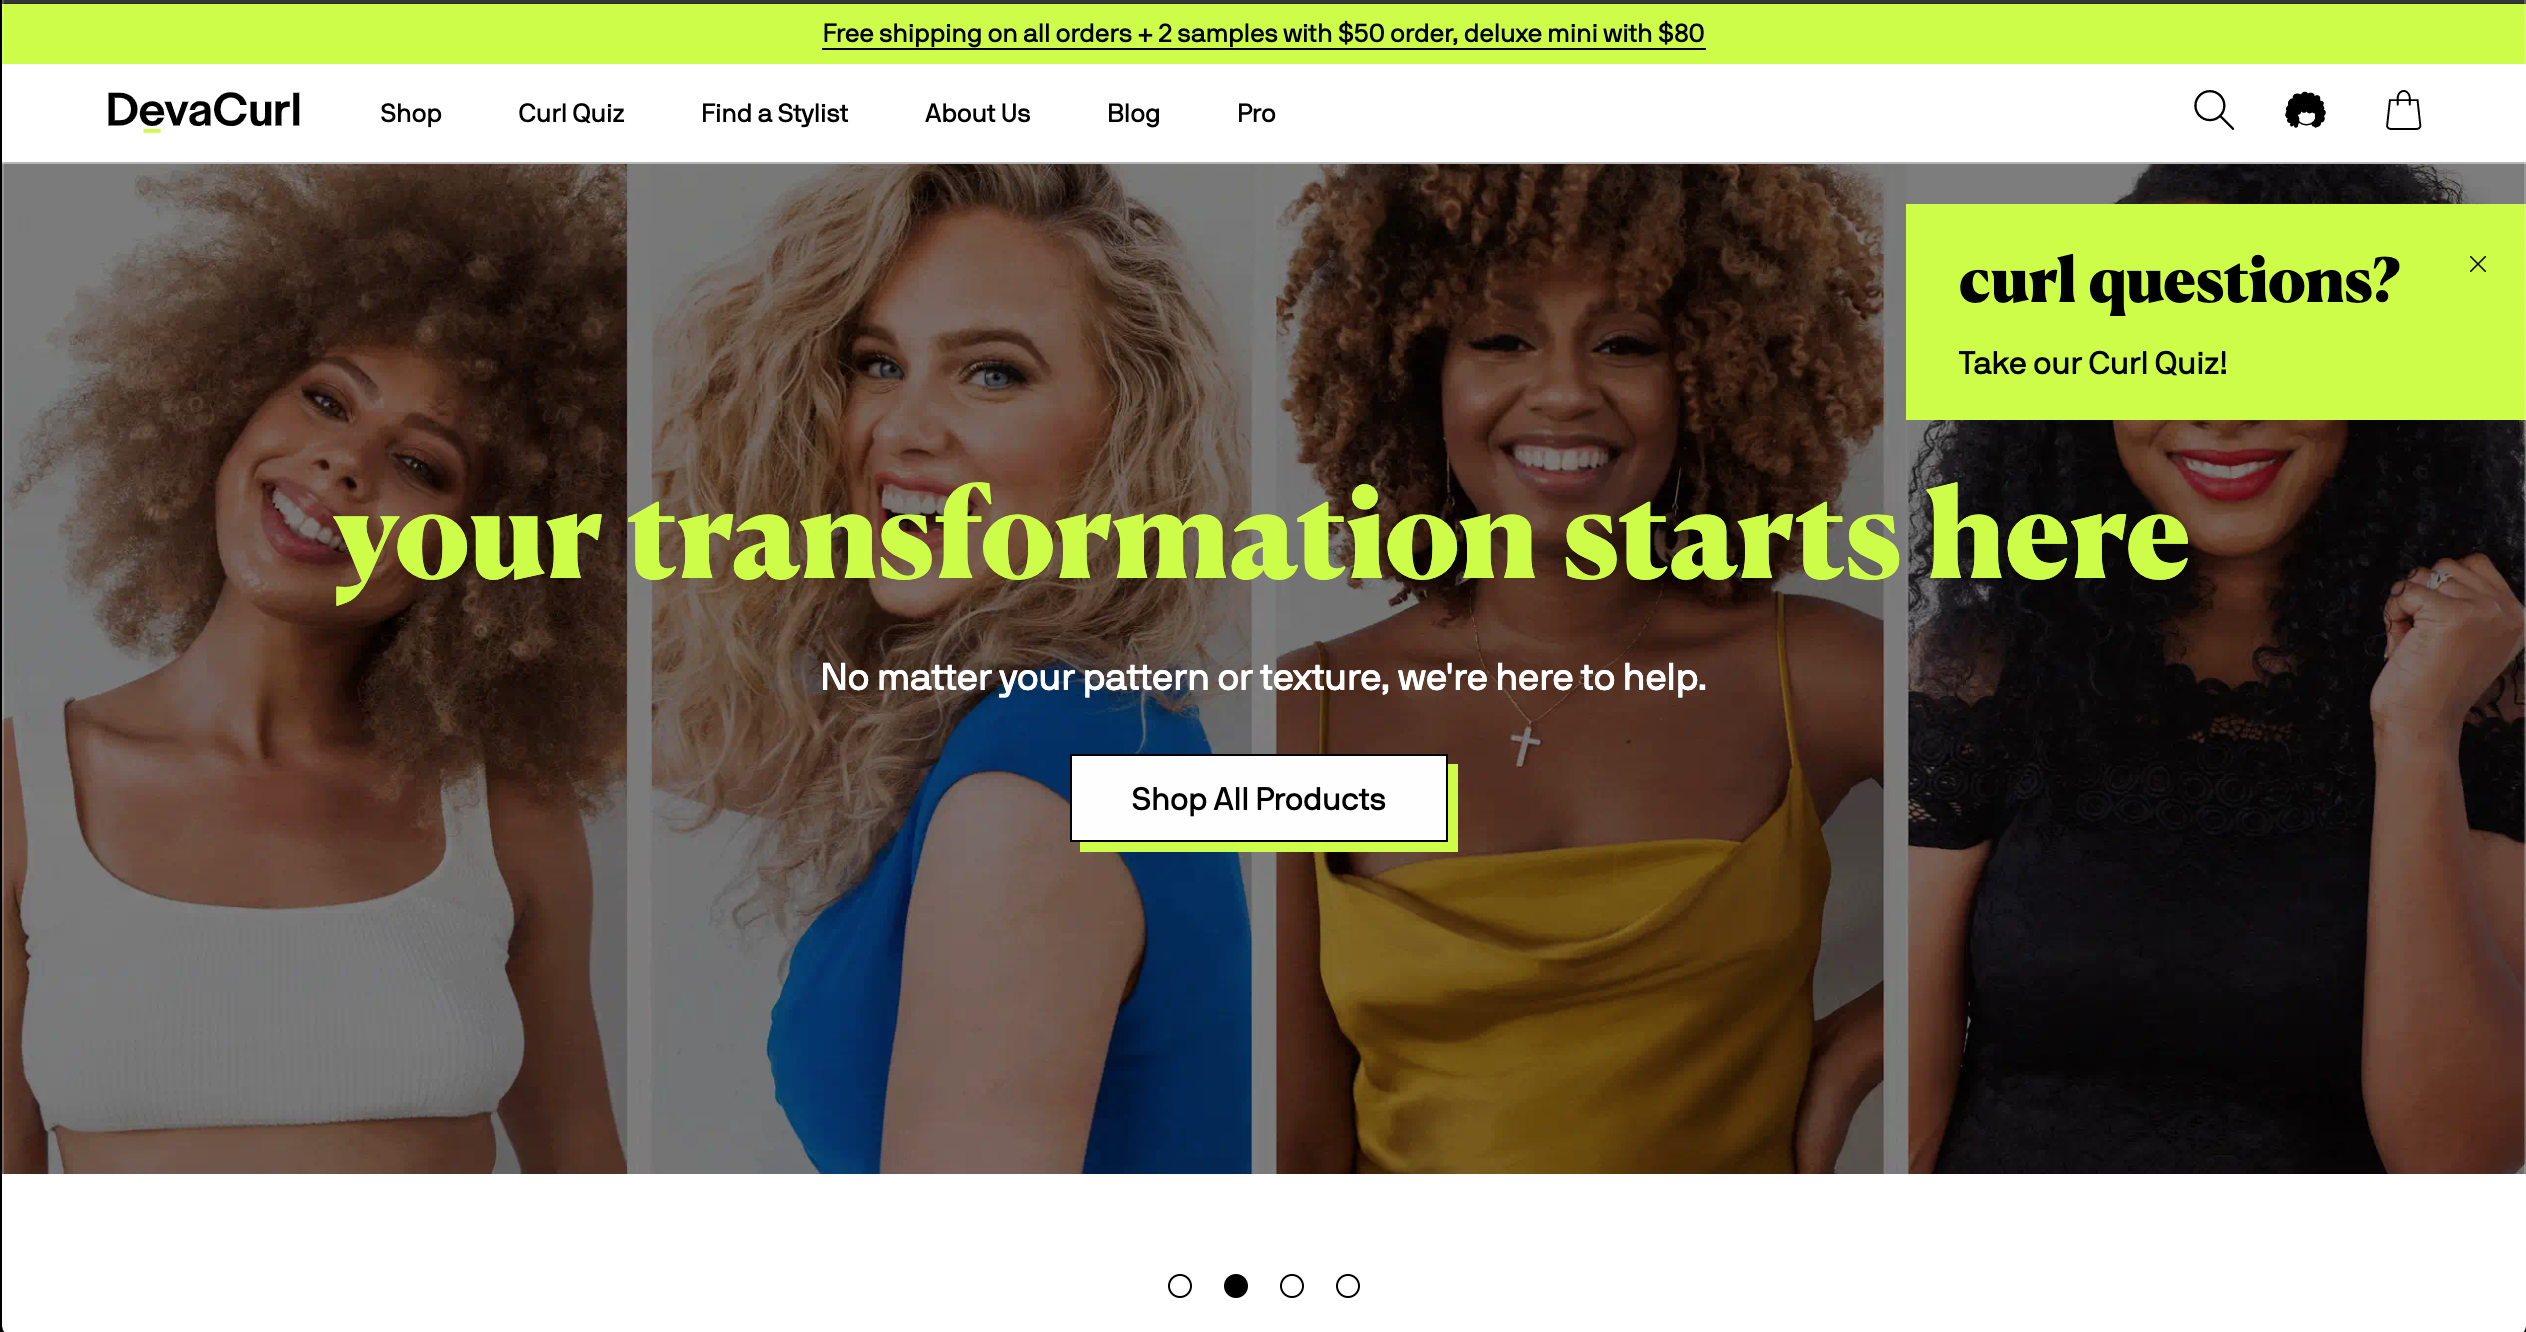 Free shipping on all orders + 2 samples with $50 order, deluxe mini with $80
DevaCurl
Shop
Curl Quiz
Find a Stylist
About Us
Blog
Pro
curl questions?
Take our Curl Quiz!
your transformation starts here
No matter your pattern or texture, we're here to help.
Shop All Products